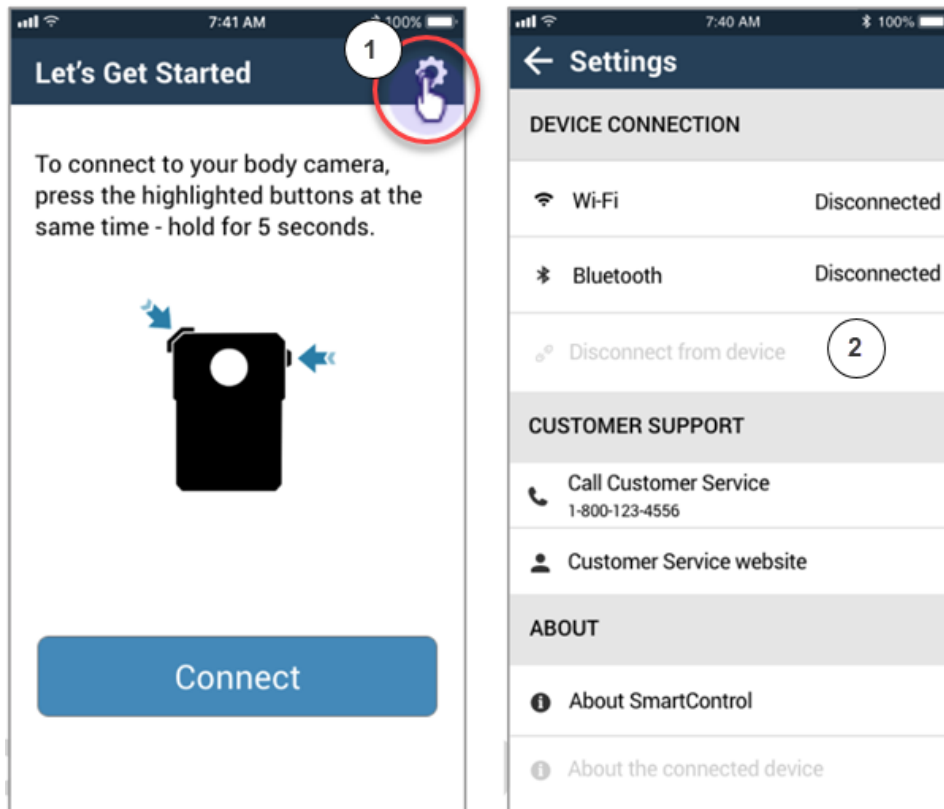 7:41 AM
100%
1
Let's Get Started
To connect to your body camera,
press the highlighted buttons at the
same time - hold for 5 seconds.
Connect
7:40 AM
100%
Settings
DEVICE CONNECTION
Wi-Fi
Disconnected
Bluetooth
Disconnected
Disconnect from device
2
CUSTOMER SUPPORT
Call Customer Service
1-800-123-4556
Customer Service website
ABOUT
About SmartControl
About the connected device